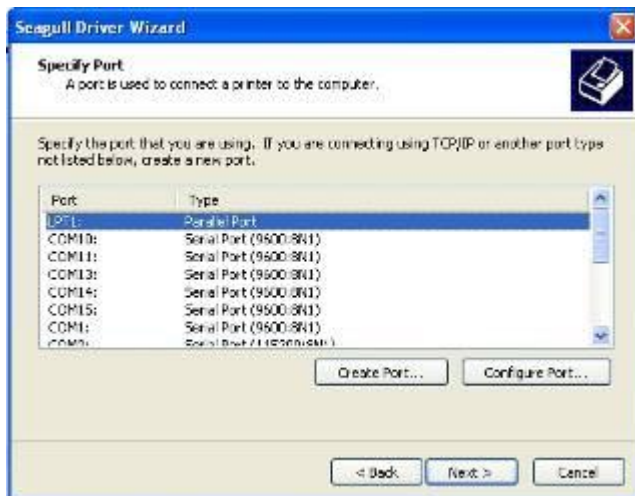 Seagull Driver Wizard
Specify Port
A port is used to connect a printer to the computer.
Specify the port that you are using. If you are connecting using TCP/IP or another port type
not listed below, create a new port.
Port Type
LPT1: Parallel Port
COM10: Serial Port (9600:8N1)
COM11: Serial Port (9600:8N1)
COM13: Serial Port (9600:8N1)
COM14: Serial Port (9600:8N1)
COM15: Serial Port (9600:8N1)
COM1: Serial Port (9600:8N1)
Serial Port (115200:8N1)
Create Port... Configure Port...
< Back Next > Cancel